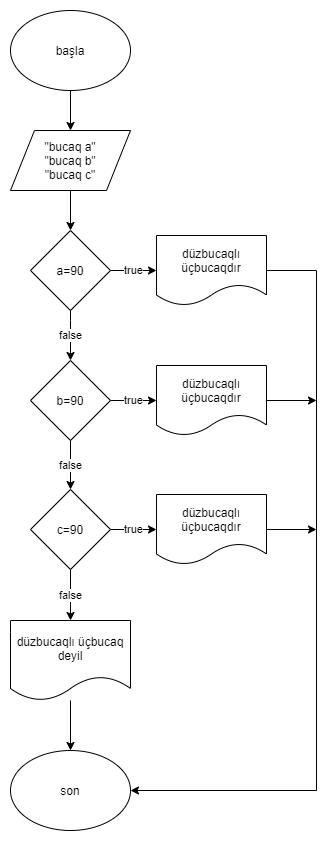 başla
"bucaq a"
"bucaq b"
"bucaq c"
a=90
true
düzbucaqlı
üçbucaqdır
false
b=90
true
düzbucaqlı
üçbucaqdır
false
c=90
true
düzbucaqlı
üçbucaqdır
false
düzbucaqlı üçbucaq
deyil
son